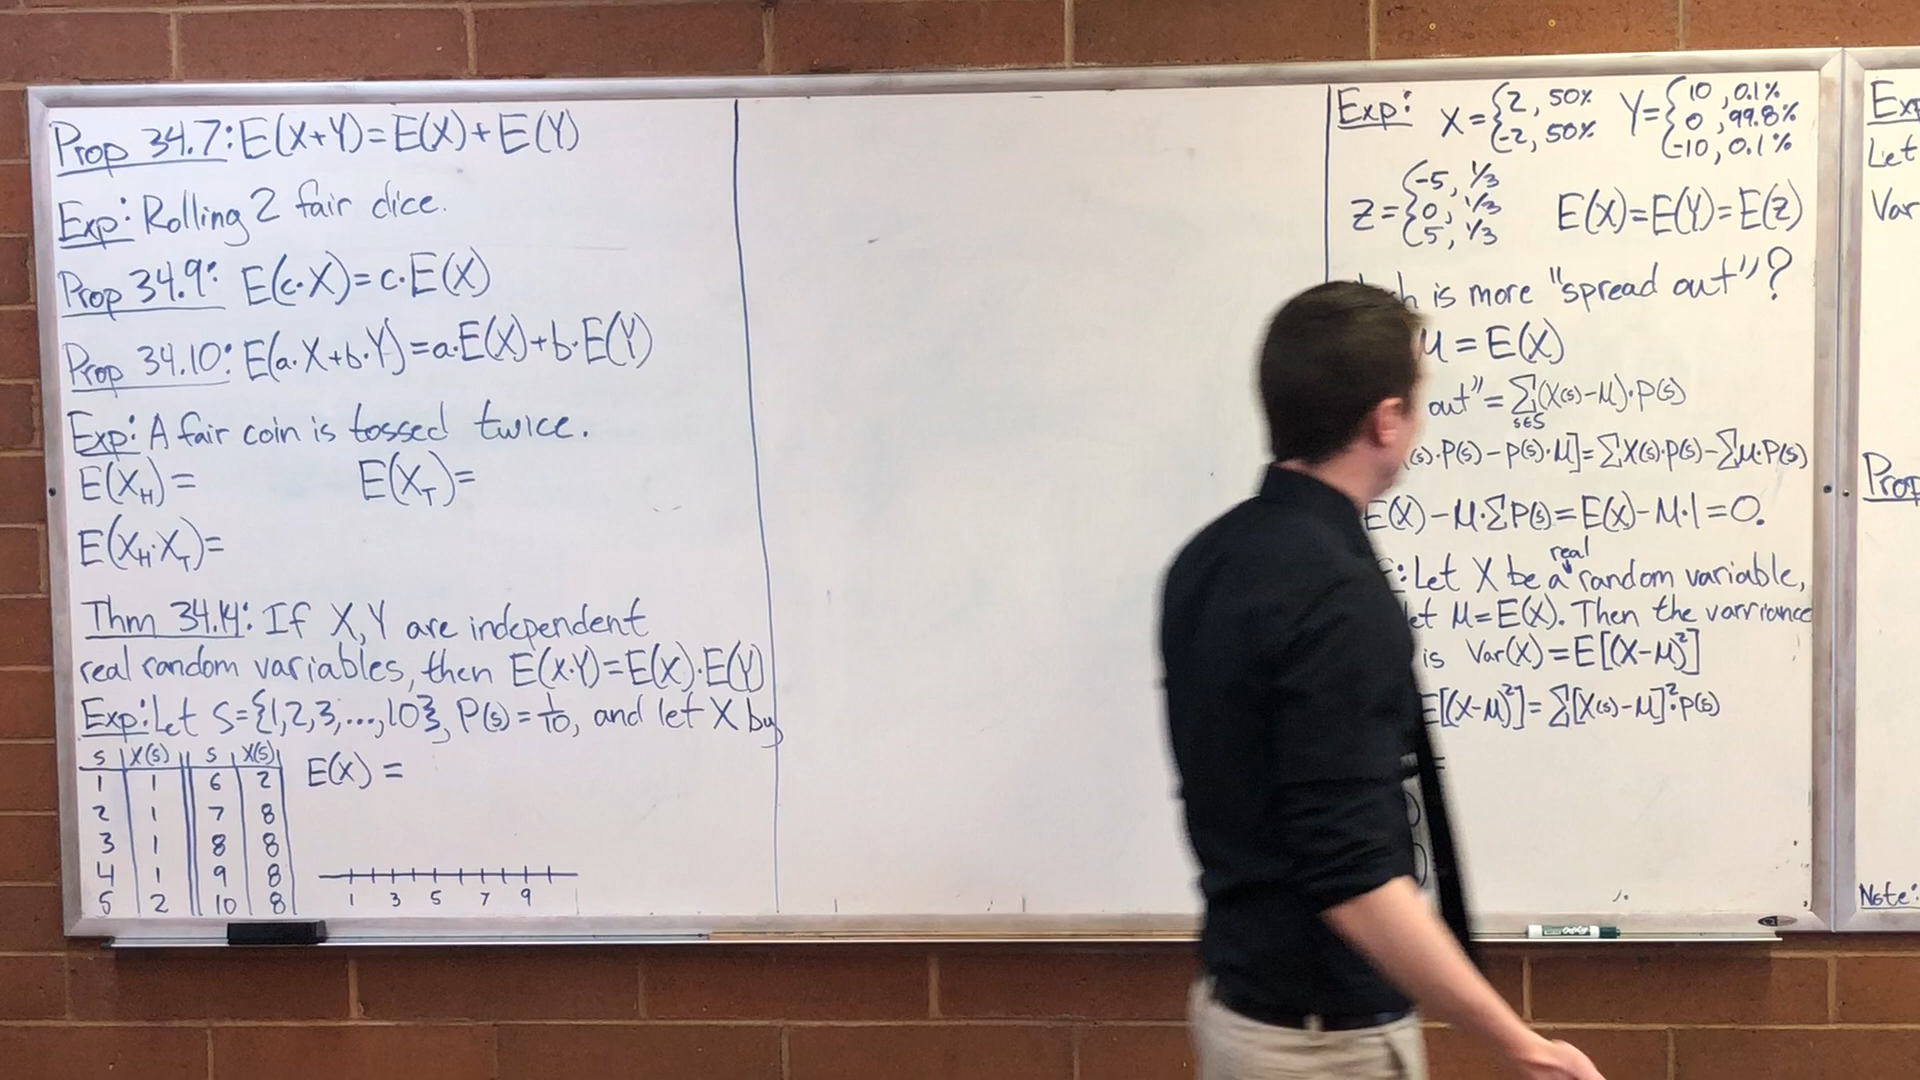 Prop 34.7: E(X+Y)=E(X)+E(Y)
Exp: Rolling 2 fair dice.
Prop 34.9: E(c·X)=c·E(X)
Prop 34.10: E(a·X+b·Y)=a·E(X)+b·E(Y)
Exp: A fair coin is tossed twice.
E(X_H)= E(X_T)=
E(X_H·X_T)=
Thm 34.14: If X,Y are independent
real random variables, then E(X·Y)=E(X)·E(Y)
Exp: Let S={1,2,3,...,10}, P(s)=1/10, and let X by
s | X(s) || s | X(s)
1 | 1 || 6 | 2
2 | 1 || 7 | 8
3 | 1 || 8 | 8
4 | 1 || 9 | 8
5 | 2 || 10 | 8
E(X) =
1 3 5 7 9
Exp: X={2, 50% Y={10, 0.1%
-2, 50% 0, 99.8%
-10, 0.1%
Z={-5, 1/3
0, 1/3
5, 1/3
E(X)=E(Y)=E(Z)
is more "spread out"?
M = E(X)
out" = ∑_{s∈S} (X(s)-M)·P(s)
(s)·P(s) - P(s)·M] = ∑X(s)·P(s) - ∑M·P(s)
E(X) - M·∑P(s) = E(X) - M·1 = 0.
: Let X be a real random variable,
et M=E(X). Then the varriance
is Var(X)=E[(X-M)²]
E[(X-M)²] = ∑[X(s)-M]²·P(s)
=
Exp
Let
Var
Prop
Note: